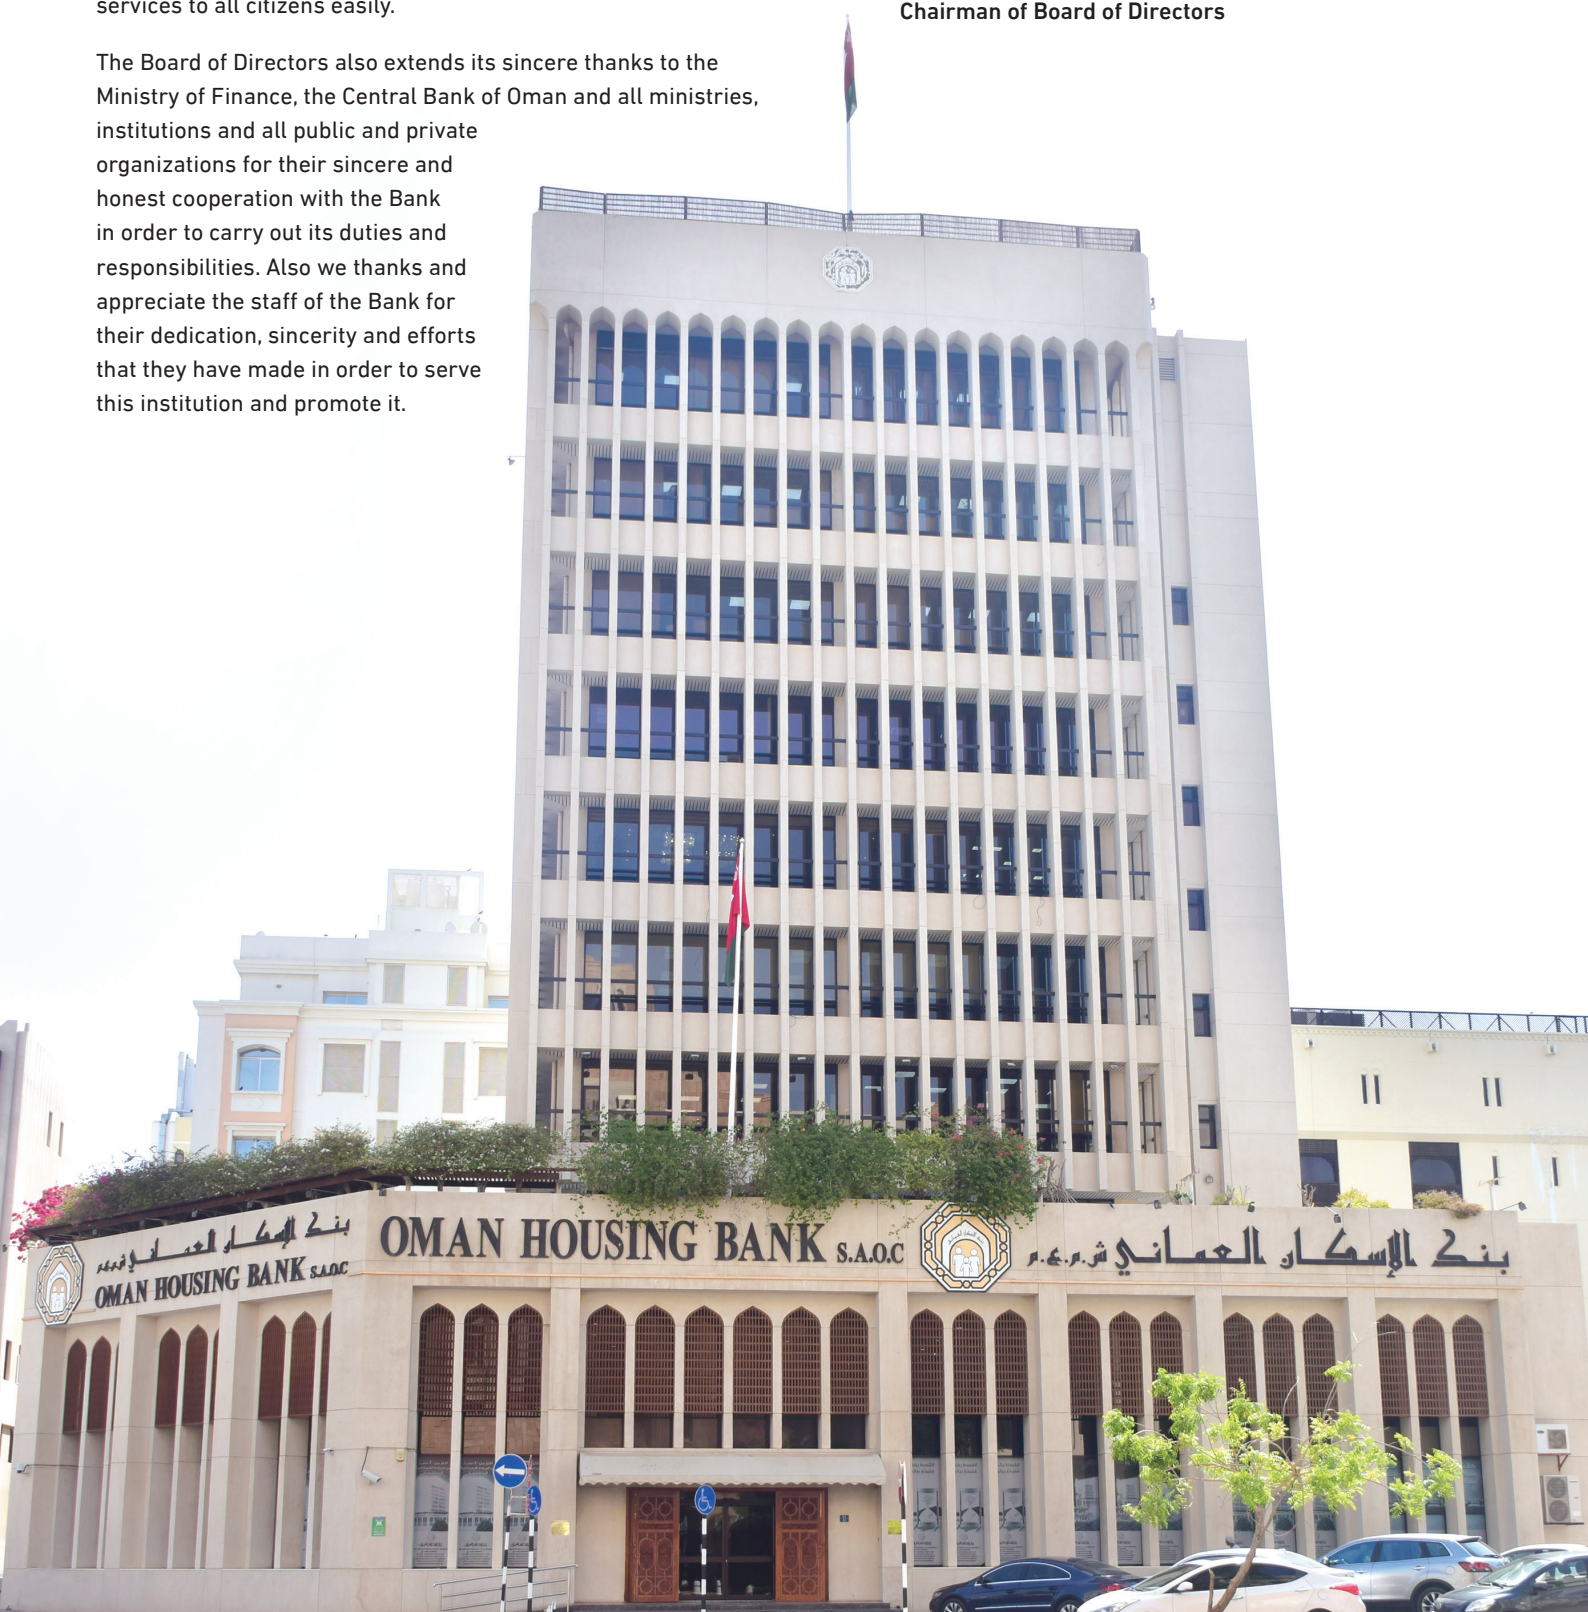 services to all citizens easily.
The Board of Directors also extends its sincere thanks to the
Ministry of Finance, the Central Bank of Oman and all ministries,
institutions and all public and private
organizations for their sincere and
honest cooperation with the Bank
in order to carry out its duties and
responsibilities. Also we thanks and
appreciate the staff of the Bank for
their dedication, sincerity and efforts
that they have made in order to serve
this institution and promote it.
Chairman of Board of Directors
بنك الإسكان العماني ش.م.ع.م
OMAN HOUSING BANK S.A.O.C
OMAN HOUSING BANK S.A.O.C
بنك الإسكان العماني ش.م.ع.م